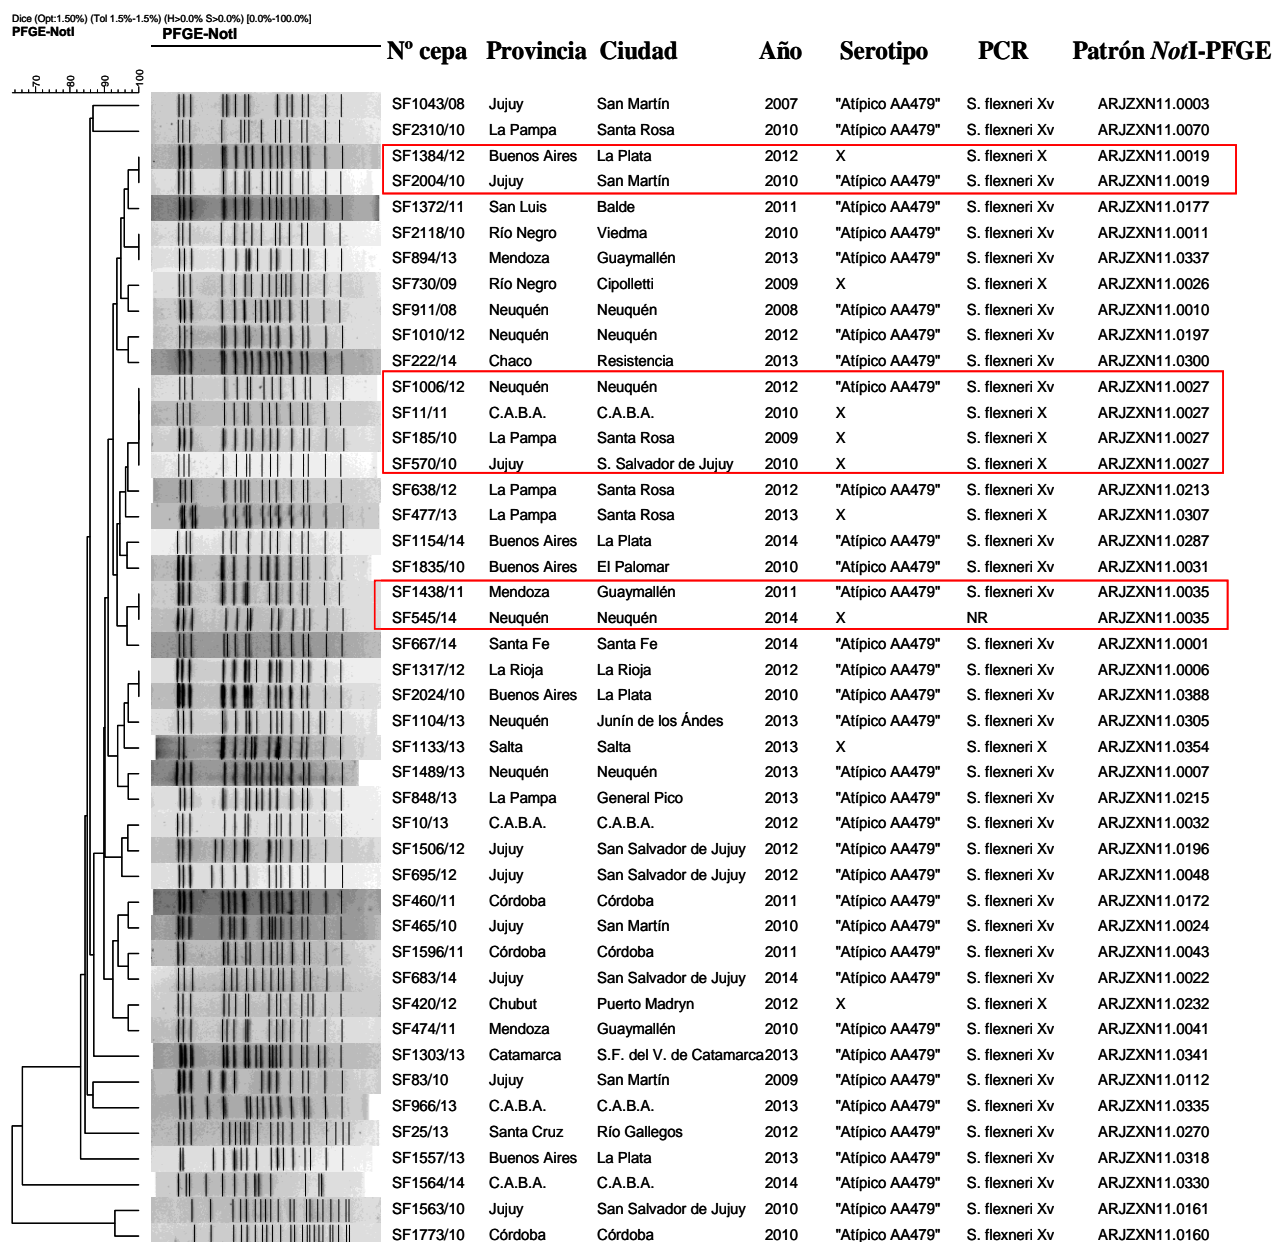 Dice (Opt:1.50%) (Tol 1.5%-1.5%) (H>0.0% S>0.0%) [0.0%-100.0%]
PFGE-NotI PFGE-NotI
Nº cepa Provincia Ciudad Año Serotipo PCR Patrón NotI-PFGE
70 80 90 100
SF1043/08 Jujuy San Martín 2007 "Atípico AA479" S. flexneri Xv ARJZXN11.0003
SF2310/10 La Pampa Santa Rosa 2010 "Atípico AA479" S. flexneri Xv ARJZXN11.0070
SF1384/12 Buenos Aires La Plata 2012 X S. flexneri X ARJZXN11.0019
SF2004/10 Jujuy San Martín 2010 "Atípico AA479" S. flexneri Xv ARJZXN11.0019
SF1372/11 San Luis Balde 2011 "Atípico AA479" S. flexneri Xv ARJZXN11.0177
SF2118/10 Río Negro Viedma 2010 "Atípico AA479" S. flexneri Xv ARJZXN11.0011
SF894/13 Mendoza Guaymallén 2013 "Atípico AA479" S. flexneri Xv ARJZXN11.0337
SF730/09 Río Negro Cipolletti 2009 X S. flexneri X ARJZXN11.0026
SF911/08 Neuquén Neuquén 2008 "Atípico AA479" S. flexneri Xv ARJZXN11.0010
SF1010/12 Neuquén Neuquén 2012 "Atípico AA479" S. flexneri Xv ARJZXN11.0197
SF222/14 Chaco Resistencia 2013 "Atípico AA479" S. flexneri Xv ARJZXN11.0300
SF1006/12 Neuquén Neuquén 2012 "Atípico AA479" S. flexneri Xv ARJZXN11.0027
SF11/11 C.A.B.A. C.A.B.A. 2010 X S. flexneri X ARJZXN11.0027
SF185/10 La Pampa Santa Rosa 2009 X S. flexneri X ARJZXN11.0027
SF570/10 Jujuy S. Salvador de Jujuy 2010 X S. flexneri X ARJZXN11.0027
SF638/12 La Pampa Santa Rosa 2012 "Atípico AA479" S. flexneri Xv ARJZXN11.0213
SF477/13 La Pampa Santa Rosa 2013 X S. flexneri X ARJZXN11.0307
SF1154/14 Buenos Aires La Plata 2014 "Atípico AA479" S. flexneri Xv ARJZXN11.0287
SF1835/10 Buenos Aires El Palomar 2010 "Atípico AA479" S. flexneri Xv ARJZXN11.0031
SF1438/11 Mendoza Guaymallén 2011 "Atípico AA479" S. flexneri Xv ARJZXN11.0035
SF545/14 Neuquén Neuquén 2014 X NR ARJZXN11.0035
SF667/14 Santa Fe Santa Fe 2014 "Atípico AA479" S. flexneri Xv ARJZXN11.0001
SF1317/12 La Rioja La Rioja 2012 "Atípico AA479" S. flexneri Xv ARJZXN11.0006
SF2024/10 Buenos Aires La Plata 2010 "Atípico AA479" S. flexneri Xv ARJZXN11.0388
SF1104/13 Neuquén Junín de los Ándes 2013 "Atípico AA479" S. flexneri Xv ARJZXN11.0305
SF1133/13 Salta Salta 2013 X S. flexneri X ARJZXN11.0354
SF1489/13 Neuquén Neuquén 2013 "Atípico AA479" S. flexneri Xv ARJZXN11.0007
SF848/13 La Pampa General Pico 2013 "Atípico AA479" S. flexneri Xv ARJZXN11.0215
SF10/13 C.A.B.A. C.A.B.A. 2012 "Atípico AA479" S. flexneri Xv ARJZXN11.0032
SF1506/12 Jujuy San Salvador de Jujuy 2012 "Atípico AA479" S. flexneri Xv ARJZXN11.0196
SF695/12 Jujuy San Salvador de Jujuy 2012 "Atípico AA479" S. flexneri Xv ARJZXN11.0048
SF460/11 Córdoba Córdoba 2011 "Atípico AA479" S. flexneri Xv ARJZXN11.0172
SF465/10 Jujuy San Martín 2010 "Atípico AA479" S. flexneri Xv ARJZXN11.0024
SF1596/11 Córdoba Córdoba 2011 "Atípico AA479" S. flexneri Xv ARJZXN11.0043
SF683/14 Jujuy San Salvador de Jujuy 2014 "Atípico AA479" S. flexneri Xv ARJZXN11.0022
SF420/12 Chubut Puerto Madryn 2012 X S. flexneri X ARJZXN11.0232
SF474/11 Mendoza Guaymallén 2010 "Atípico AA479" S. flexneri Xv ARJZXN11.0041
SF1303/13 Catamarca S.F. del V. de Catamarca 2013 "Atípico AA479" S. flexneri Xv ARJZXN11.0341
SF83/10 Jujuy San Martín 2009 "Atípico AA479" S. flexneri Xv ARJZXN11.0112
SF966/13 C.A.B.A. C.A.B.A. 2013 "Atípico AA479" S. flexneri Xv ARJZXN11.0335
SF25/13 Santa Cruz Río Gallegos 2012 "Atípico AA479" S. flexneri Xv ARJZXN11.0270
SF1557/13 Buenos Aires La Plata 2013 "Atípico AA479" S. flexneri Xv ARJZXN11.0318
SF1564/14 C.A.B.A. C.A.B.A. 2014 "Atípico AA479" S. flexneri Xv ARJZXN11.0330
SF1563/10 Jujuy San Salvador de Jujuy 2010 "Atípico AA479" S. flexneri Xv ARJZXN11.0161
SF1773/10 Córdoba Córdoba 2010 "Atípico AA479" S. flexneri Xv ARJZXN11.0160